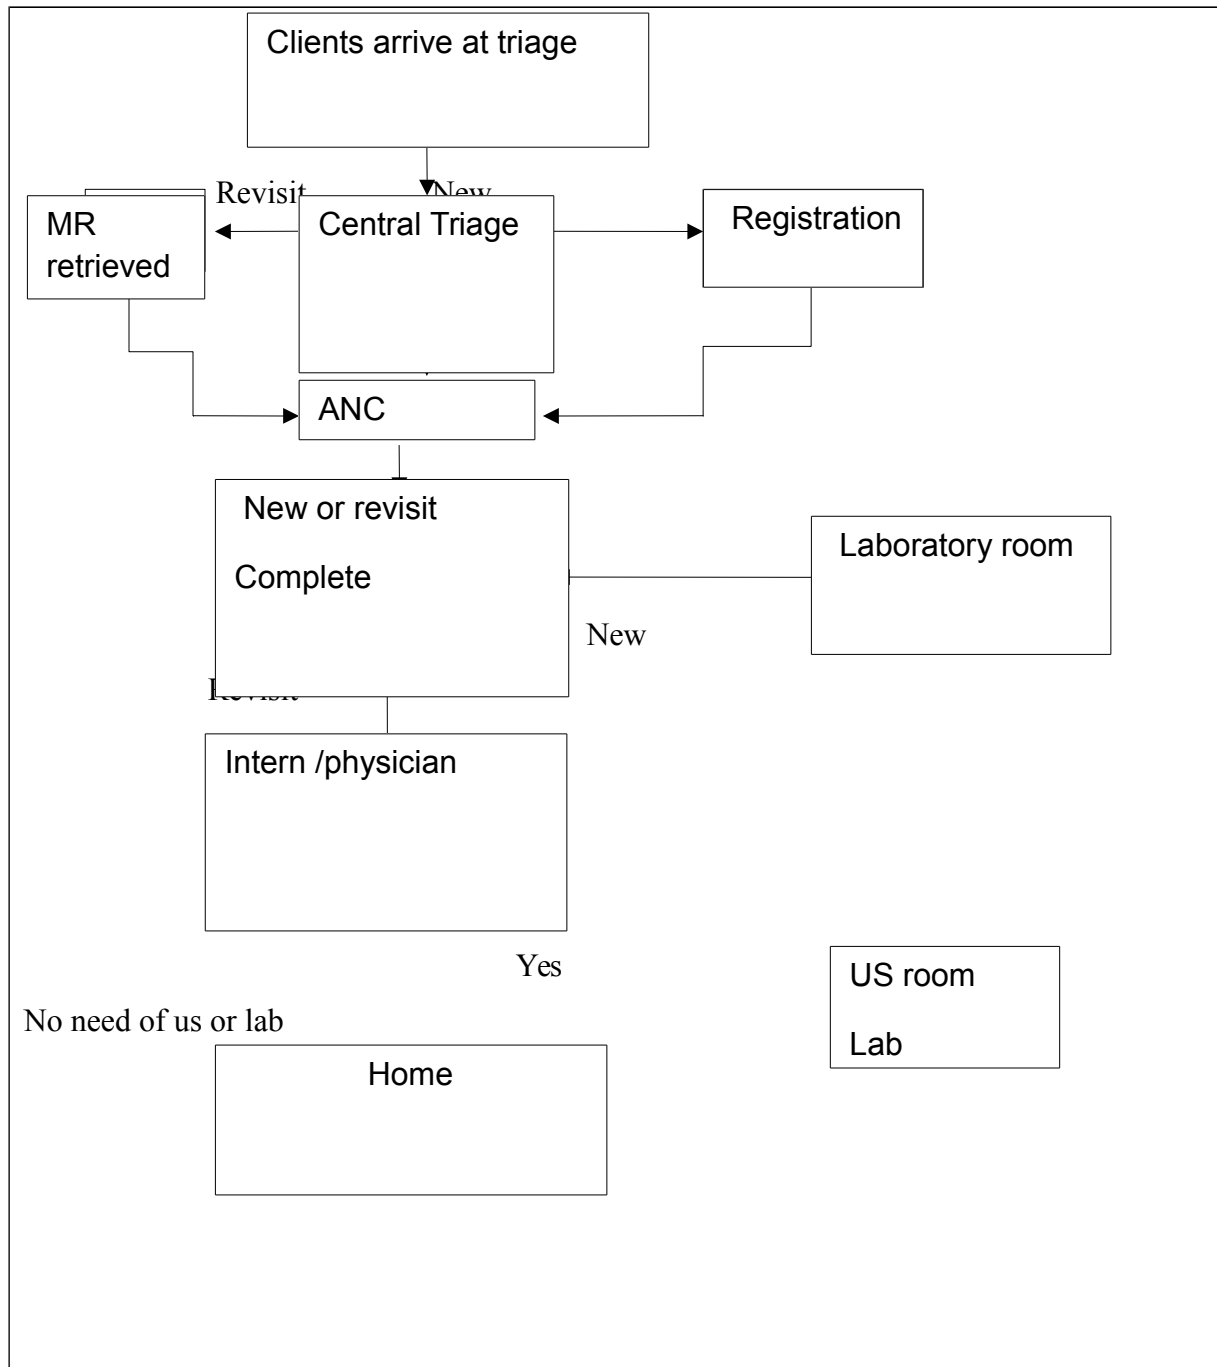 Clients arrive at triage
Revisit
New
MR
retrieved
Central Triage
Registration
ANC
New or revisit
Complete
Laboratory room
New
Revisit
Intern /physician
Yes
US room
Lab
No need of us or lab
Home